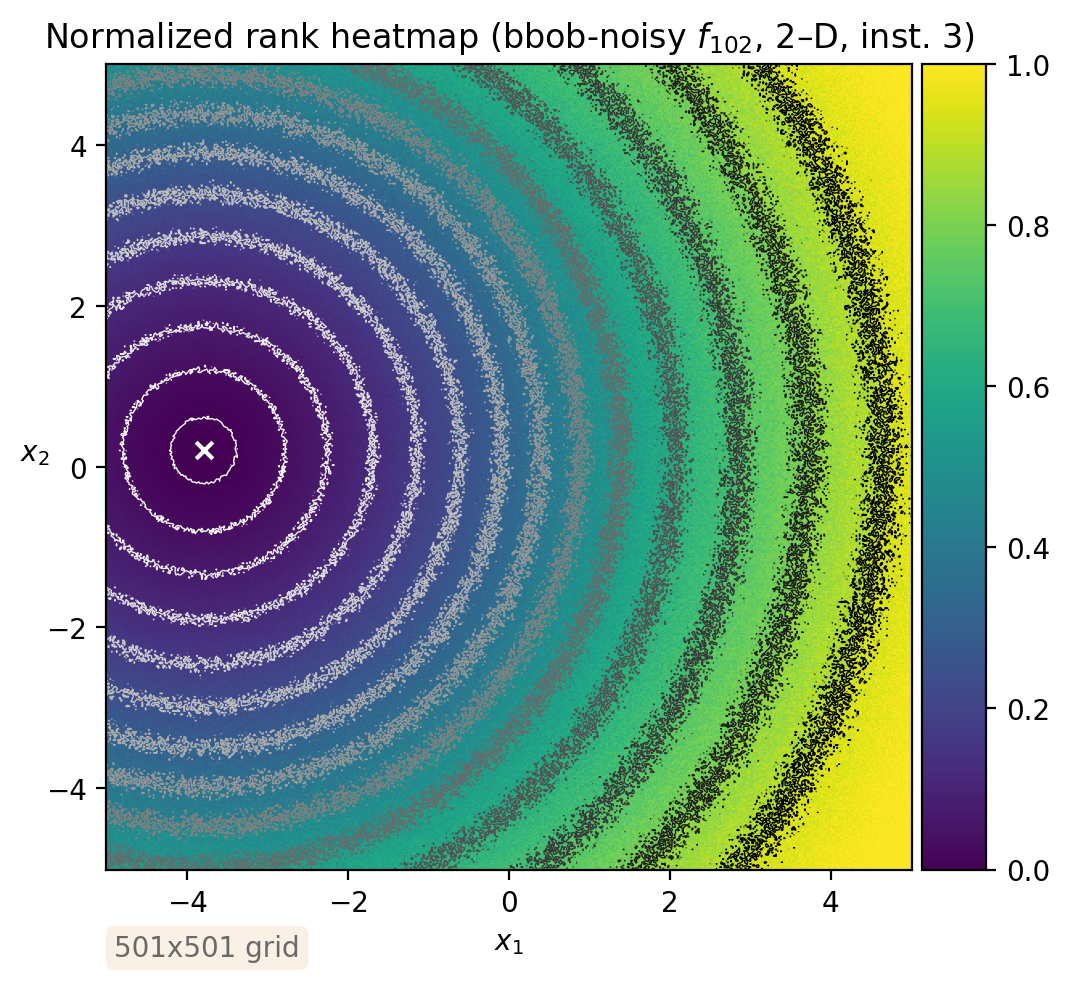 Normalized rank heatmap (bbob-noisy f₁₀₂, 2–D, inst. 3)
1.0
4
0.8
2
0.6
x₂
0
0.4
−2
0.2
−4
0.0
−4 −2 0 2 4
501x501 grid
x₁